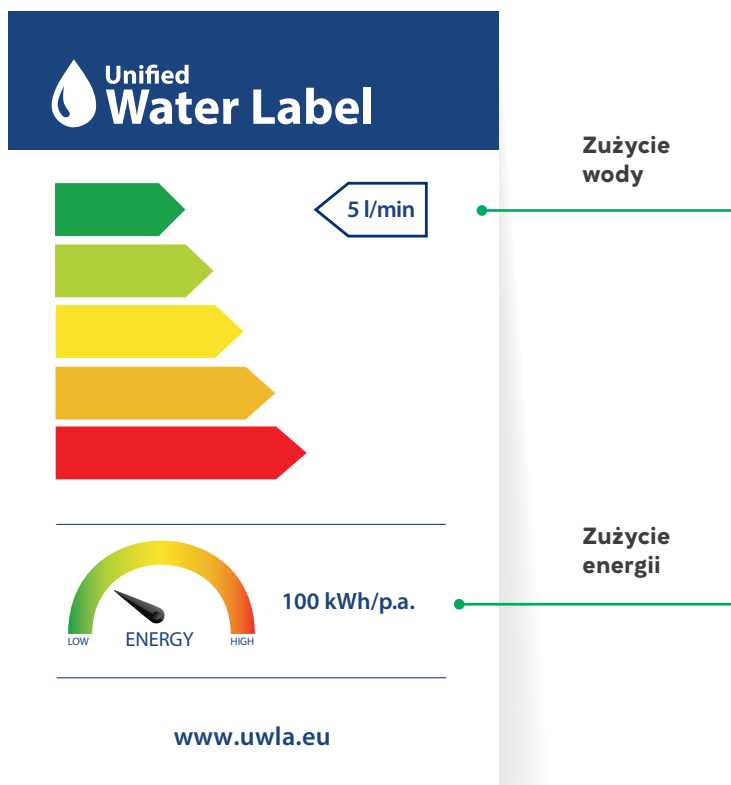 Unified
Water Label
Zużycie
wody
5 l/min
Zużycie
energii
100 kWh/p.a.
LOW
ENERGY
HIGH
www.uwla.eu